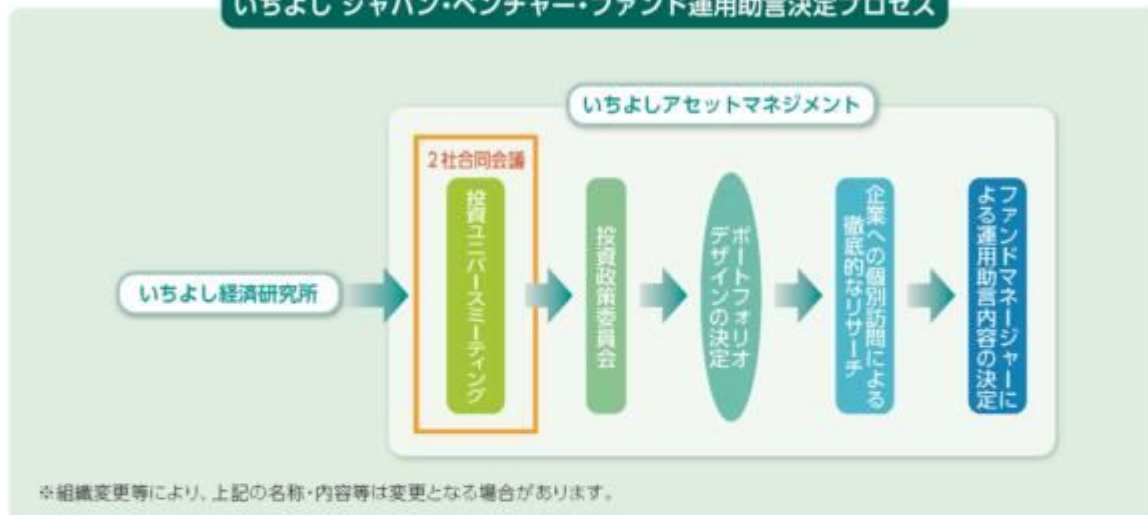 いちよし ジャパン・ベンチャー・ファンド運用助言決定プロセス
いちよしアセットマネジメント
いちよし経済研究所
2社合同会議
投資ユニバースミーティング
投資政策委員会
ポートフォリオ
デザインの決定
企業への個別訪問による
徹底的なリサーチ
ファンドマネージャーに
よる運用助言内容の決定
※組織変更等により、上記の名称・内容等は変更となる場合があります。